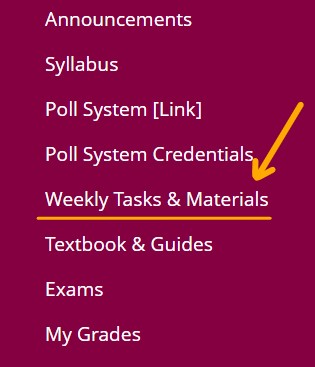 Announcements
Syllabus
Poll System [Link]
Poll System Credentials
Weekly Tasks & Materials
Textbook & Guides
Exams
My Grades